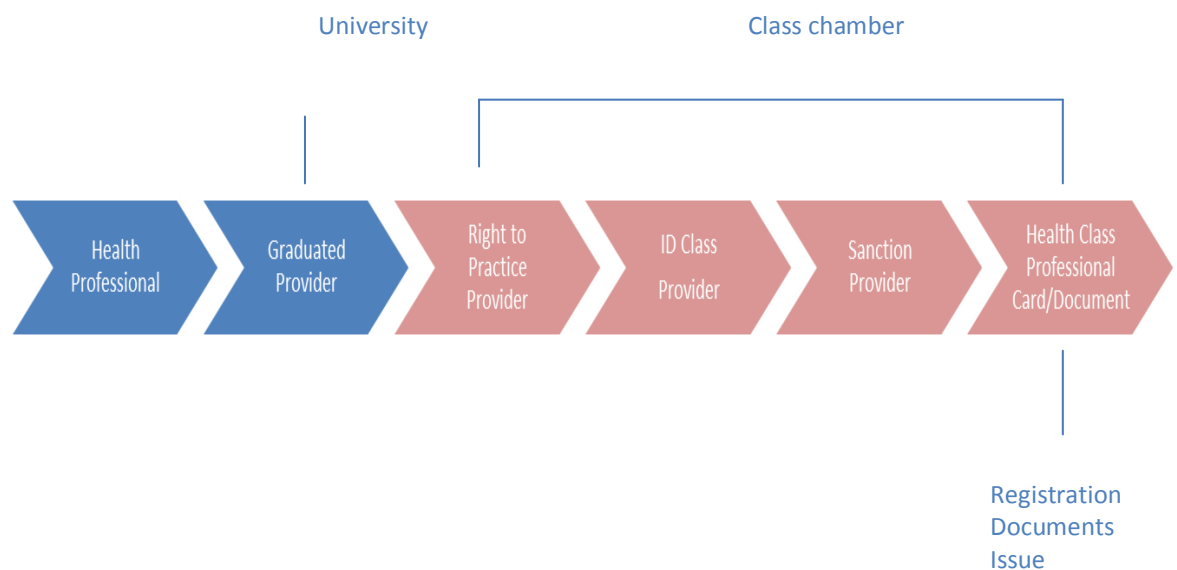 University
Class chamber
Health
Professional
Graduated
Provider
Right to
Practice
Provider
ID Class
Provider
Sanction
Provider
Health Class
Professional
Card/Document
Registration
Documents
Issue